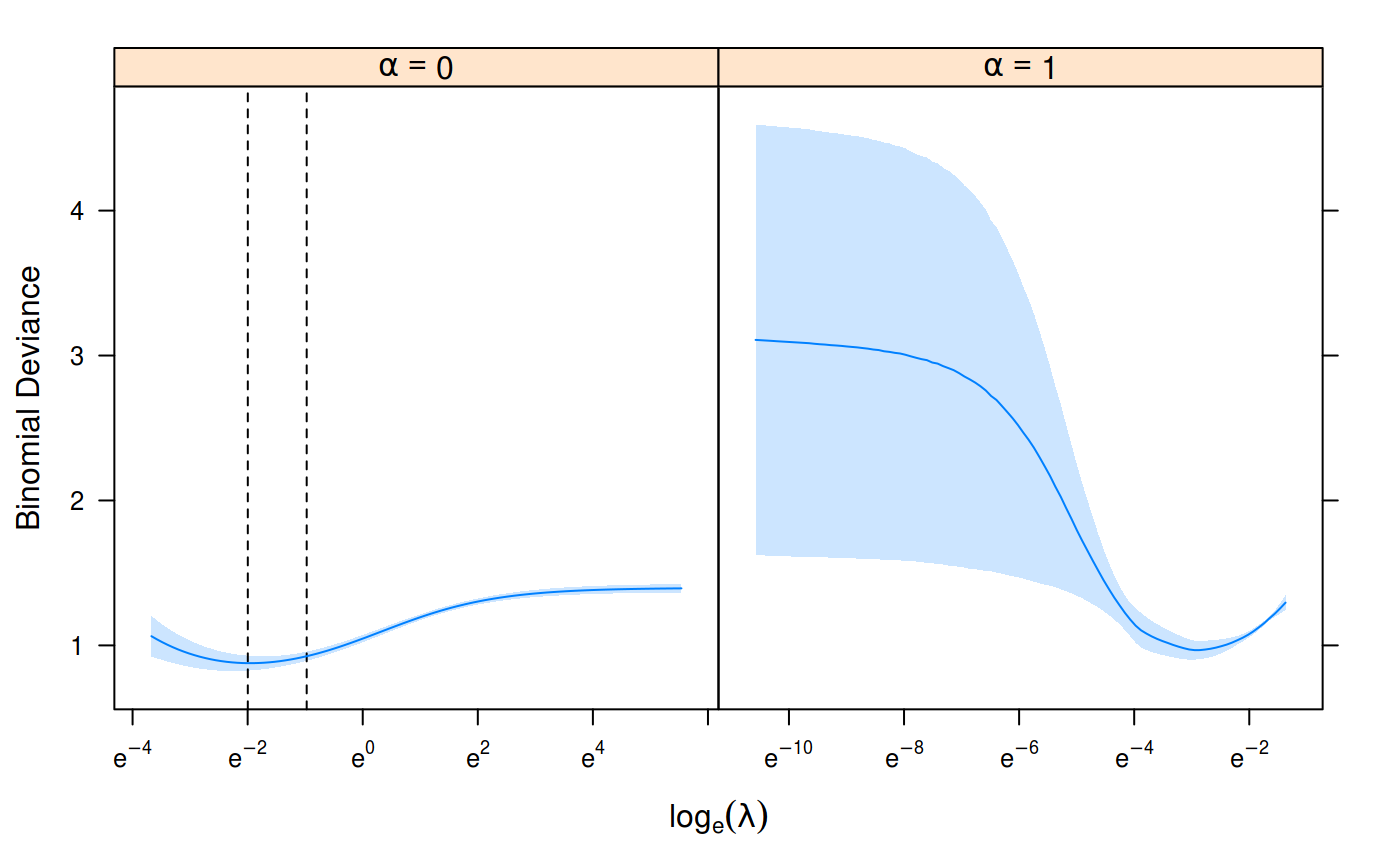 α = 0
α = 1
Binomial Deviance
4
3
2
1
e⁻⁴ e⁻² e⁰ e² e⁴
e⁻¹⁰ e⁻⁸ e⁻⁶ e⁻⁴ e⁻²
logₑ(λ)